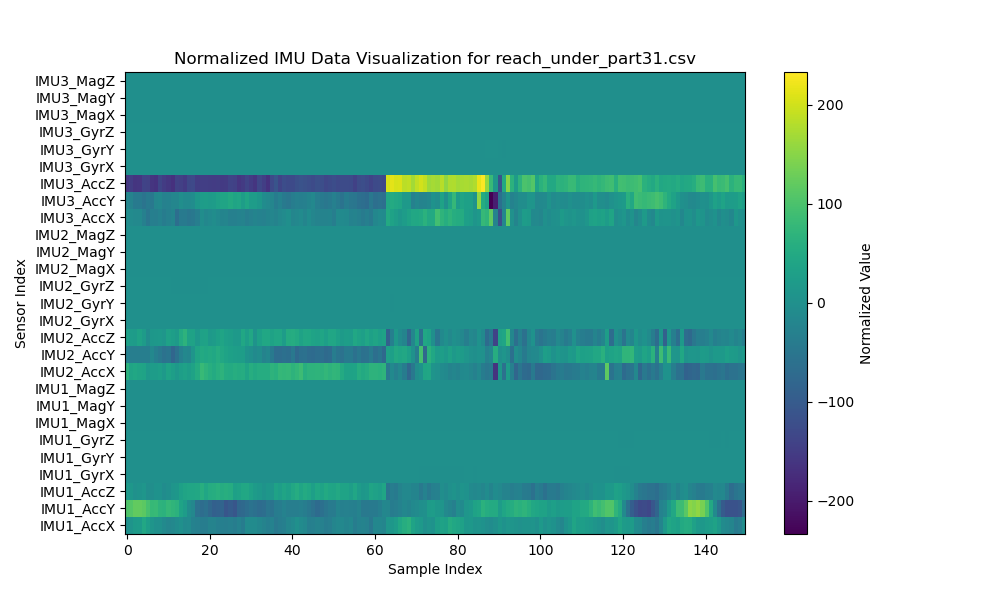 Normalized IMU Data Visualization for reach_under_part31.csv
IMU3_MagZ
IMU3_MagY
IMU3_MagX
IMU3_GyrZ
IMU3_GyrY
IMU3_GyrX
IMU3_AccZ
IMU3_AccY
IMU3_AccX
IMU2_MagZ
IMU2_MagY
IMU2_MagX
IMU2_GyrZ
IMU2_GyrY
IMU2_GyrX
IMU2_AccZ
IMU2_AccY
IMU2_AccX
IMU1_MagZ
IMU1_MagY
IMU1_MagX
IMU1_GyrZ
IMU1_GyrY
IMU1_GyrX
IMU1_AccZ
IMU1_AccY
IMU1_AccX
Sensor Index
0 20 40 60 80 100 120 140
Sample Index
200
100
0
−100
−200
Normalized Value